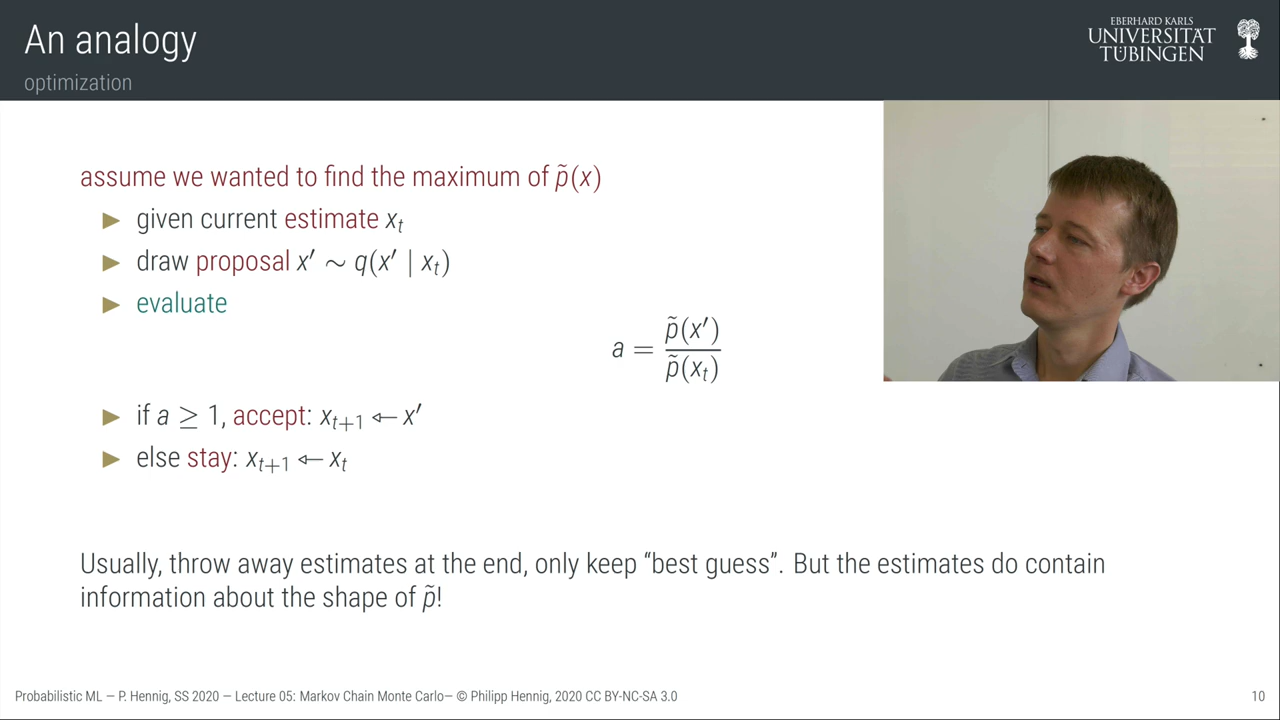 An analogy
optimization
EBERHARD KARLS
UNIVERSITÄT
TÜBINGEN
assume we wanted to find the maximum of p̃(x)
▶ given current estimate xₜ
▶ draw proposal x′ ∼ q(x′ | xₜ)
▶ evaluate
a = p̃(x′) / p̃(xₜ)
▶ if a ≥ 1, accept: xₜ₊₁ ⇽ x′
▶ else stay: xₜ₊₁ ⇽ xₜ
Usually, throw away estimates at the end, only keep “best guess”. But the estimates do contain
information about the shape of p̃!
Probabilistic ML — P. Hennig, SS 2020 — Lecture 05: Markov Chain Monte Carlo— © Philipp Hennig, 2020 CC BY-NC-SA 3.0
10